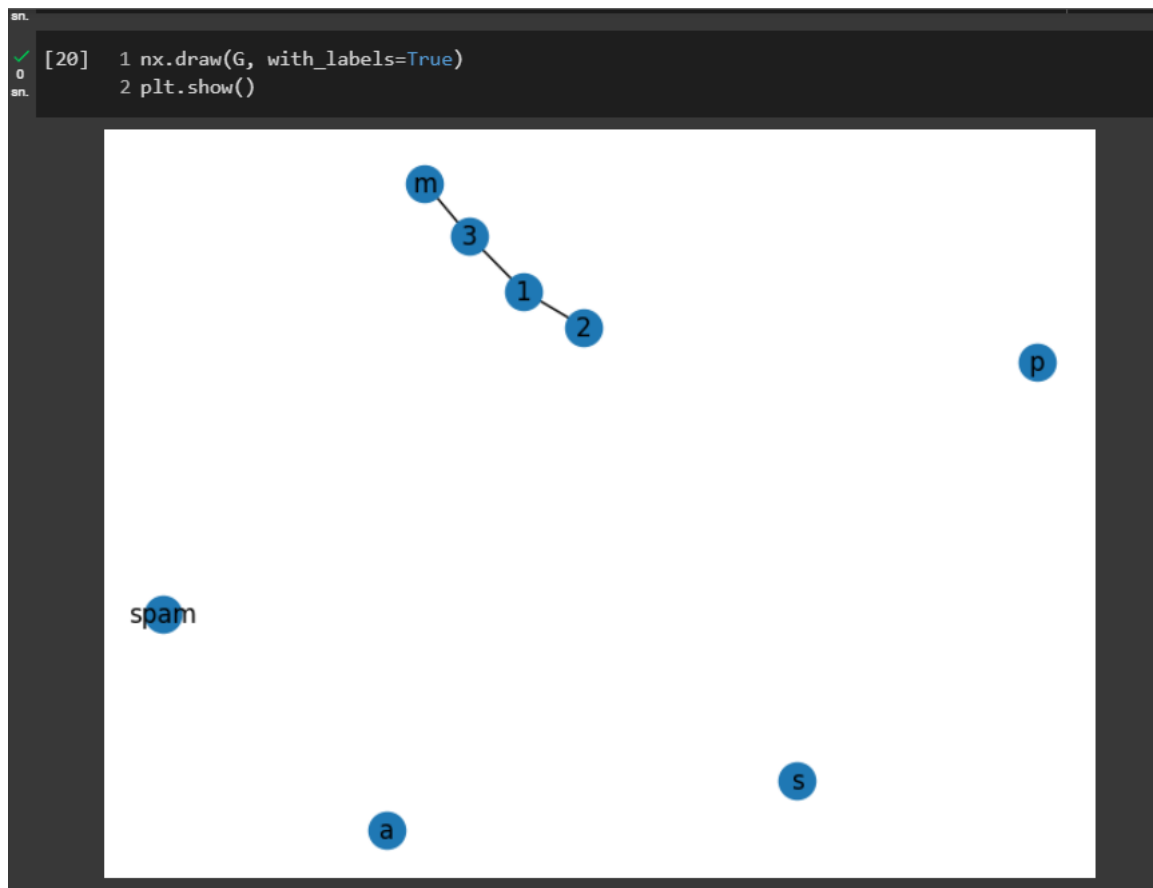 sn.
[20] 1 nx.draw(G, with_labels=True)
0
sn. 2 plt.show()
m
3
1
2
p
spam
s
a